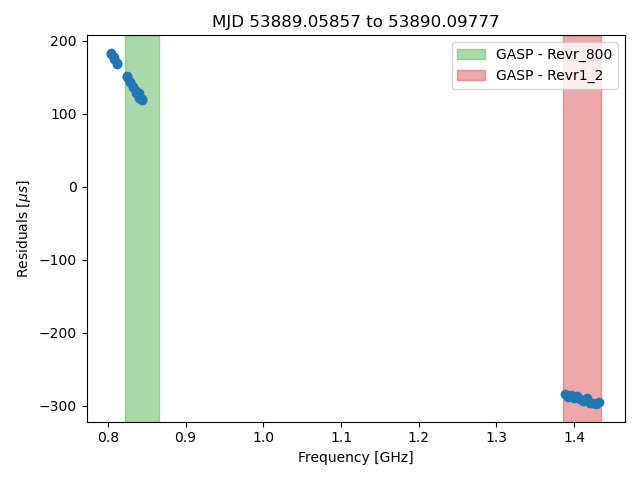 MJD 53889.05857 to 53890.09777
GASP - Revr_800
GASP - Revr1_2
200
100
0
−100
−200
−300
Residuals [μs]
0.8 0.9 1.0 1.1 1.2 1.3 1.4
Frequency [GHz]